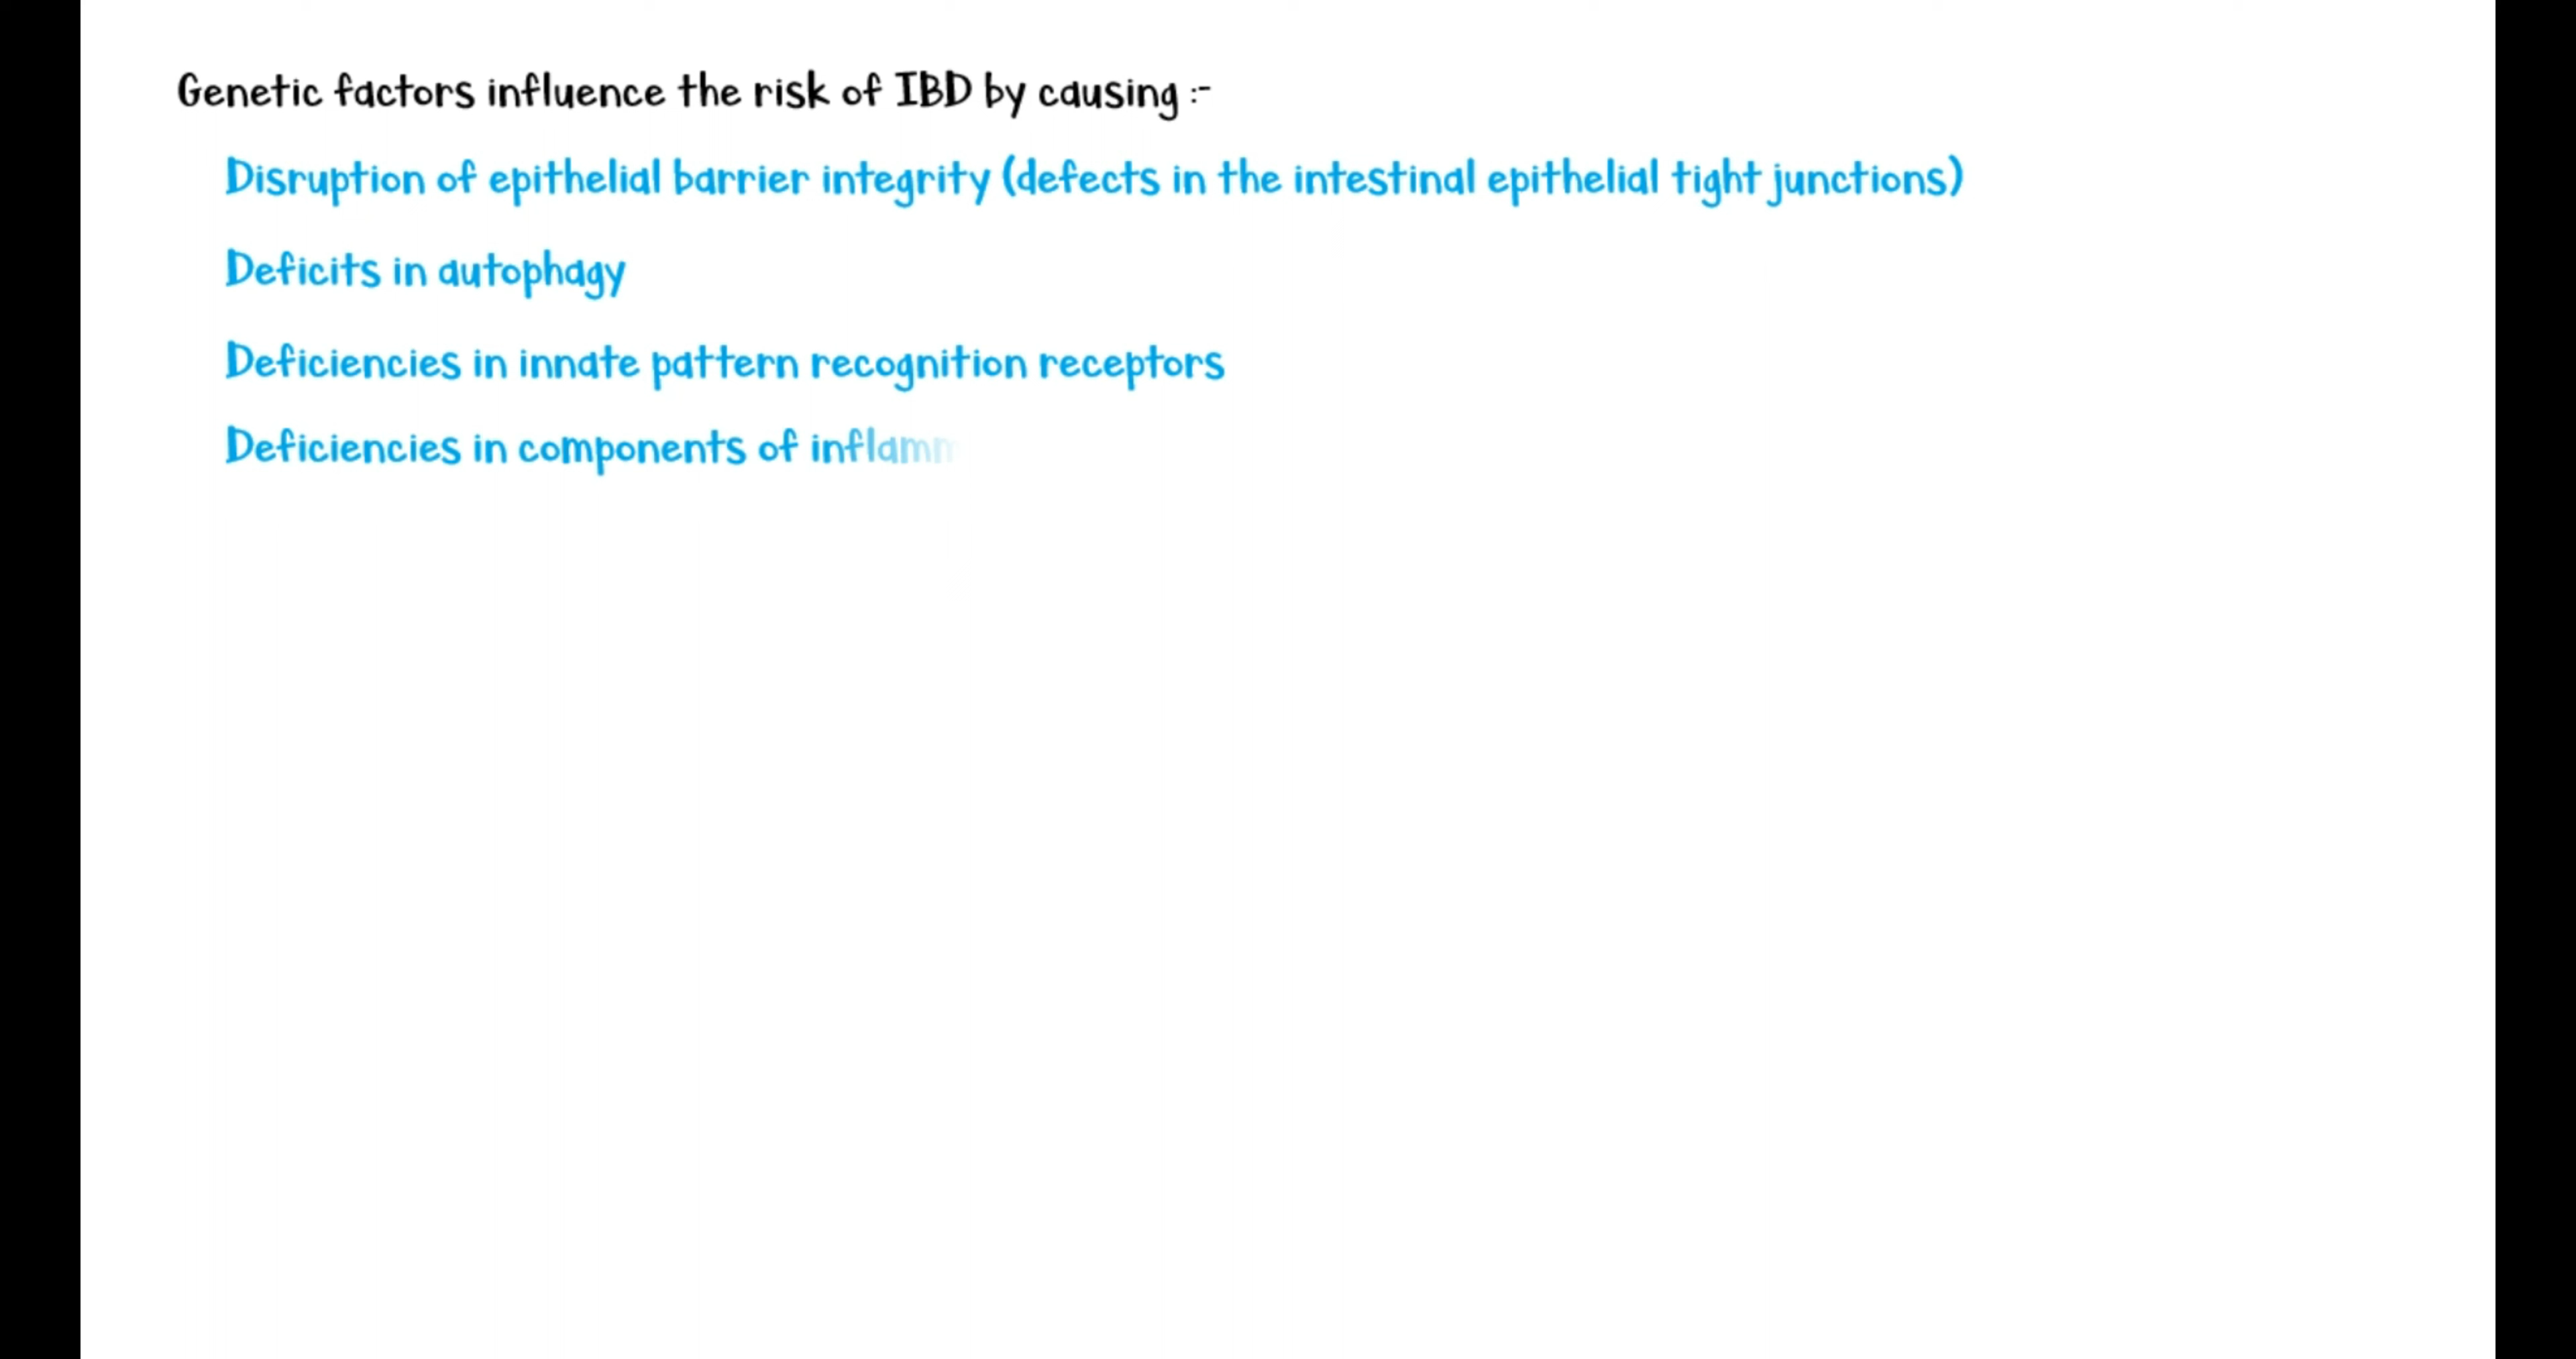 Genetic factors influence the risk of IBD by causing :-
Disruption of epithelial barrier integrity (defects in the intestinal epithelial tight junctions)
Deficits in autophagy
Deficiencies in innate pattern recognition receptors
Deficiencies in components of inflamm